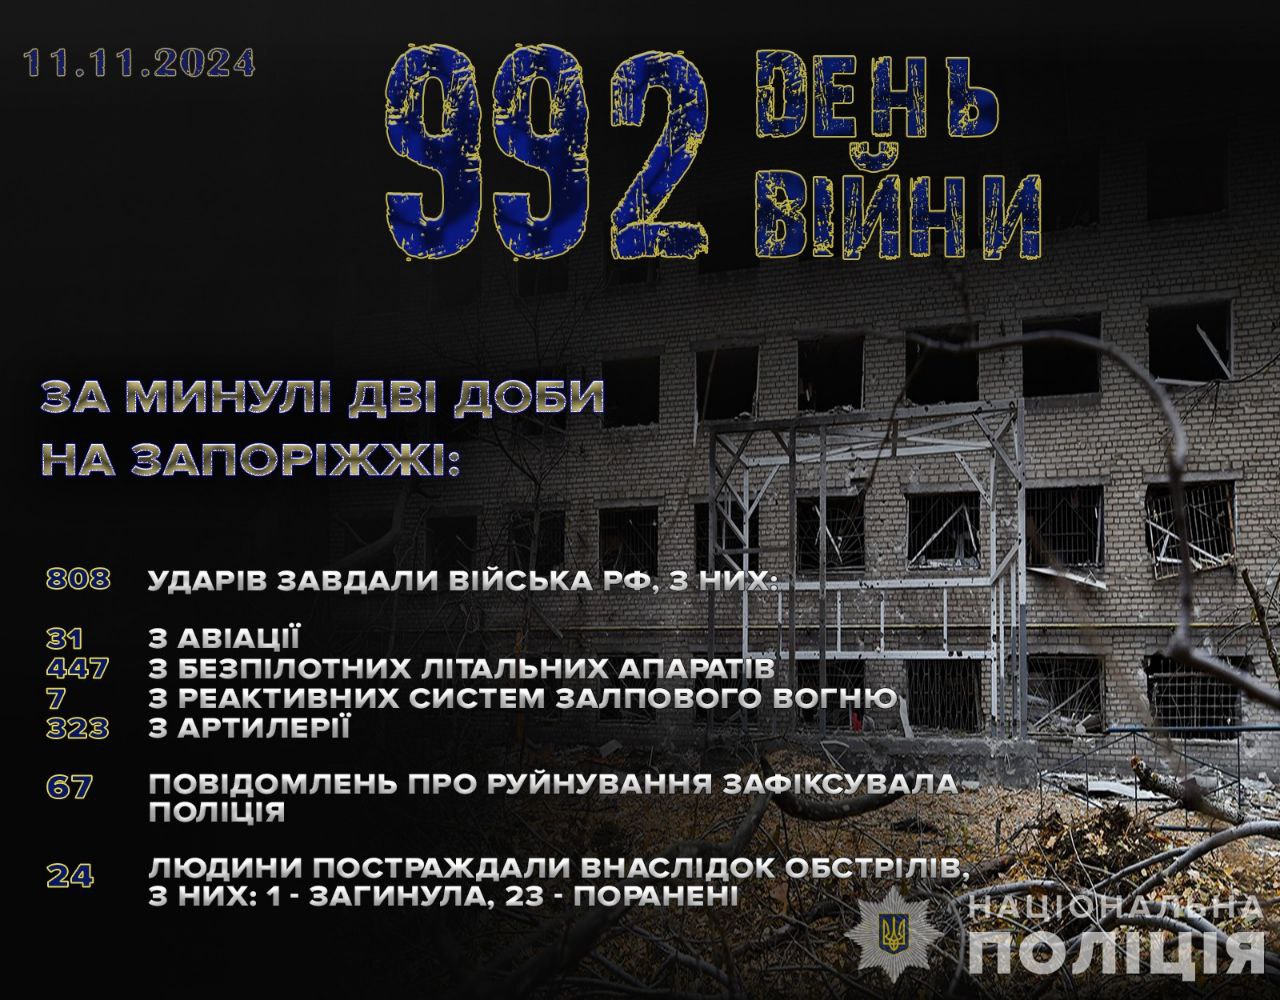 11.11.2024
992
ДЕНЬ
ВІЙНИ
ЗА МИНУЛІ ДВІ ДОБИ
НА ЗАПОРІЖЖІ:
808 УДАРІВ ЗАВДАЛИ ВІЙСЬКА РФ, З НИХ:
31 З АВІАЦІЇ
447 З БЕЗПІЛОТНИХ ЛІТАЛЬНИХ АПАРАТІВ
7 З РЕАКТИВНИХ СИСТЕМ ЗАЛПОВОГО ВОГНЮ
323 З АРТИЛЕРІЇ
67 ПОВІДОМЛЕНЬ ПРО РУЙНУВАННЯ ЗАФІКСУВАЛА
ПОЛІЦІЯ
24 ЛЮДИНИ ПОСТРАЖДАЛИ ВНАСЛІДОК ОБСТРІЛІВ,
З НИХ: 1 - ЗАГИНУЛА, 23 - ПОРАНЕНІ
НАЦІОНАЛЬНА
ПОЛІЦІЯ